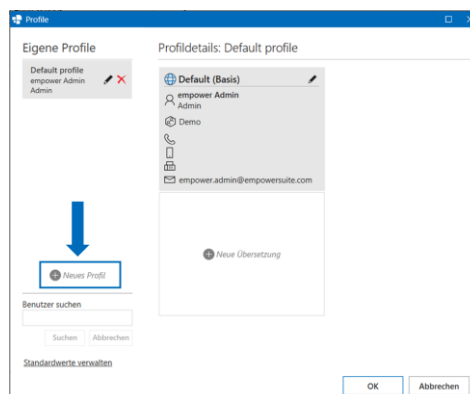 Profile
Eigene Profile
Default profile
empower Admin
Admin
Neues Profil
Benutzer suchen
Suchen
Abbrechen
Standardwerte verwalten
Profildetails: Default profile
Default (Basis)
empower Admin
Admin
Demo
empower.admin@empowersuite.com
Neue Übersetzung
OK
Abbrechen